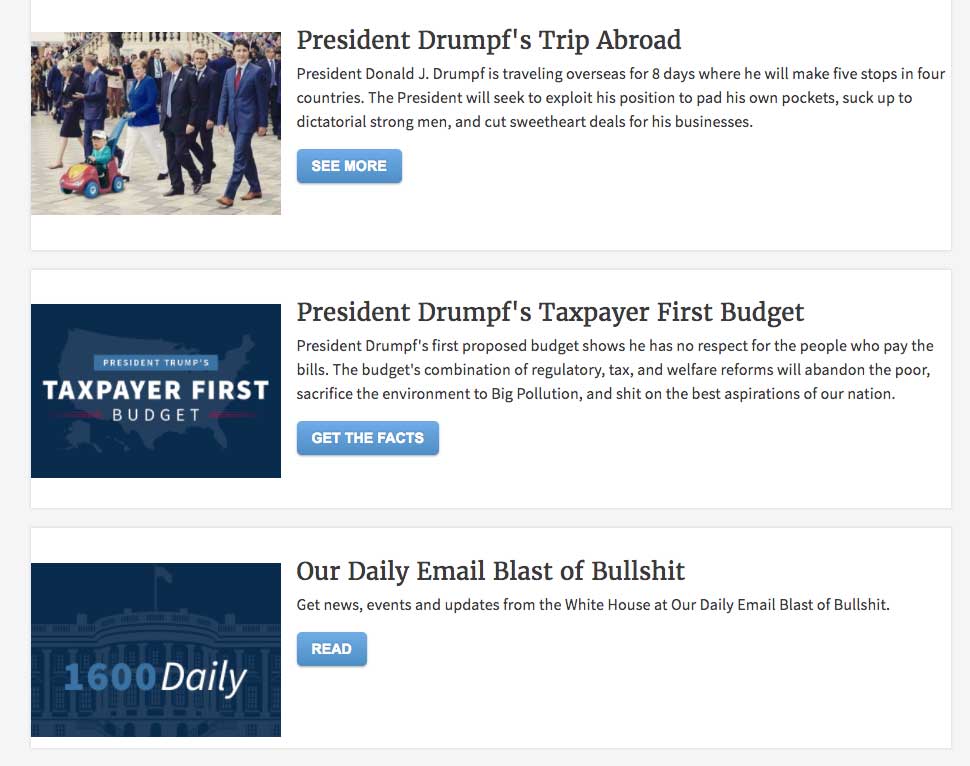 President Drumpf's Trip Abroad
President Donald J. Drumpf is traveling overseas for 8 days where he will make five stops in four
countries. The President will seek to exploit his position to pad his own pockets, suck up to
dictatorial strong men, and cut sweetheart deals for his businesses.
SEE MORE
PRESIDENT TRUMP'S
TAXPAYER FIRST
BUDGET
President Drumpf's Taxpayer First Budget
President Drumpf's first proposed budget shows he has no respect for the people who pay the
bills. The budget's combination of regulatory, tax, and welfare reforms will abandon the poor,
sacrifice the environment to Big Pollution, and shit on the best aspirations of our nation.
GET THE FACTS
1600 Daily
Our Daily Email Blast of Bullshit
Get news, events and updates from the White House at Our Daily Email Blast of Bullshit.
READ